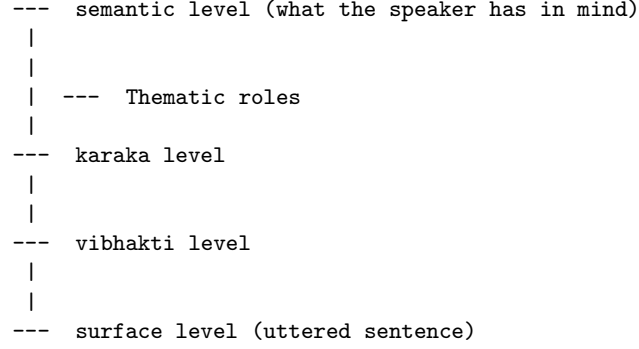 --- semantic level (what the speaker has in mind)
|
|
| --- Thematic roles
|
--- karaka level
|
|
--- vibhakti level
|
|
--- surface level (uttered sentence)